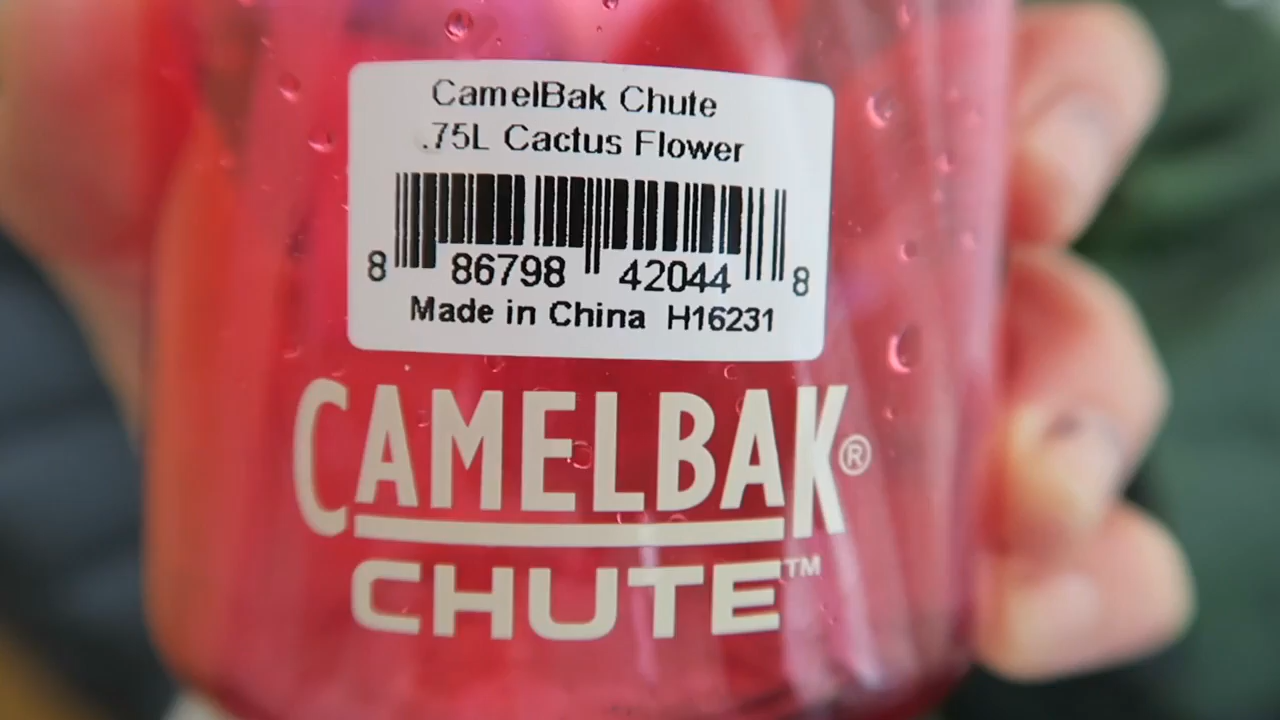 CamelBak Chute
.75L Cactus Flower
8 86798 42044 8
Made in China H16231
CAMELBAK®
CHUTE™